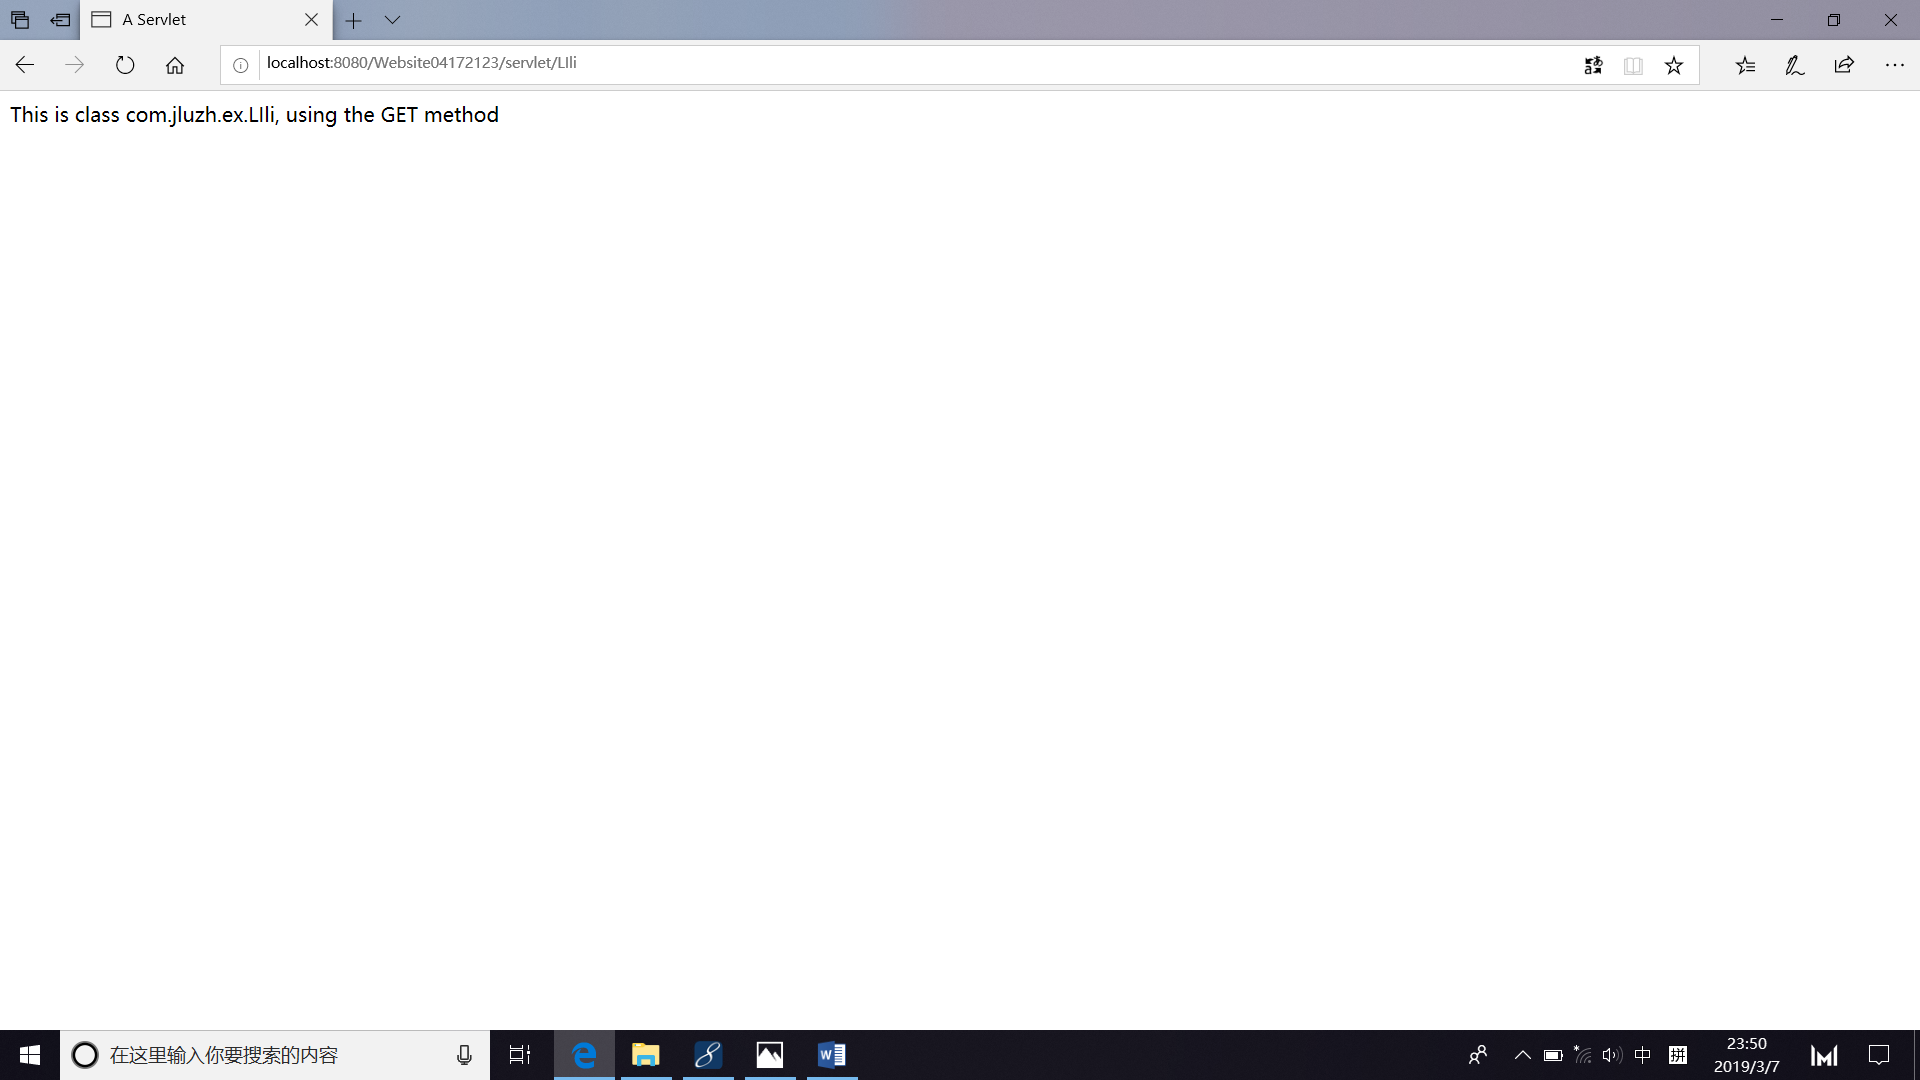 A Servlet
localhost:8080/Website04172123/servlet/LIli
This is class com.jluzh.ex.LIli, using the GET method
在这里输入你要搜索的内容
中
拼
23:50
2019/3/7